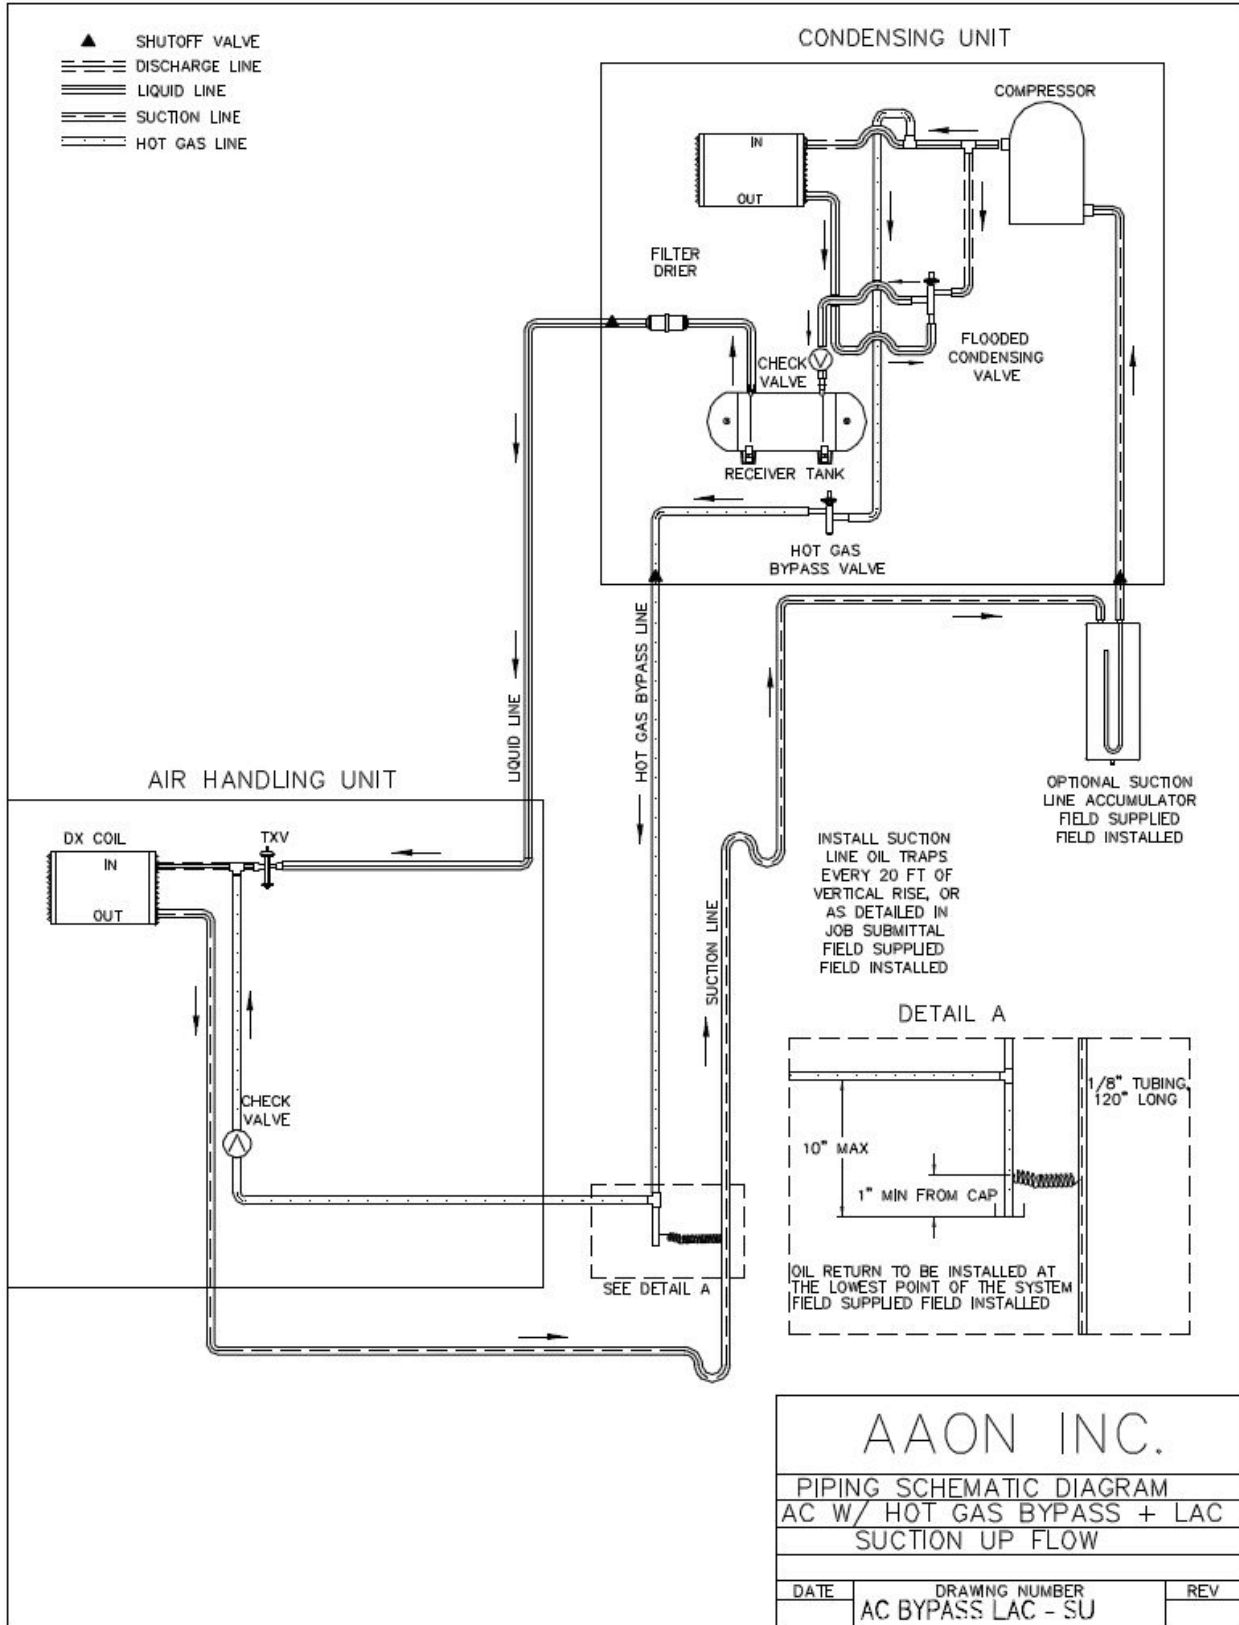 SHUTOFF VALVE
DISCHARGE LINE
LIQUID LINE
SUCTION LINE
HOT GAS LINE
CONDENSING UNIT
COMPRESSOR
IN
OUT
FILTER
DRIER
FLOODED
CONDENSING
VALVE
CHECK
VALVE
RECEIVER TANK
HOT GAS
BYPASS VALVE
LIQUID LINE
HOT GAS BYPASS LINE
AIR HANDLING UNIT
DX COIL
TXV
IN
OUT
OPTIONAL SUCTION
LINE ACCUMULATOR
FIELD SUPPLIED
FIELD INSTALLED
INSTALL SUCTION
LINE OIL TRAPS
EVERY 20 FT OF
VERTICAL RISE, OR
AS DETAILED IN
JOB SUBMITTAL
FIELD SUPPLIED
FIELD INSTALLED
SUCTION LINE
CHECK
VALVE
SEE DETAIL A
DETAIL A
1/8" TUBING,
120" LONG
10" MAX
1" MIN FROM CAP
OIL RETURN TO BE INSTALLED AT
THE LOWEST POINT OF THE SYSTEM
FIELD SUPPLIED FIELD INSTALLED
AAON INC.
PIPING SCHEMATIC DIAGRAM
AC W/ HOT GAS BYPASS + LAC
SUCTION UP FLOW
DATE
DRAWING NUMBER
REV
AC BYPASS LAC - SU